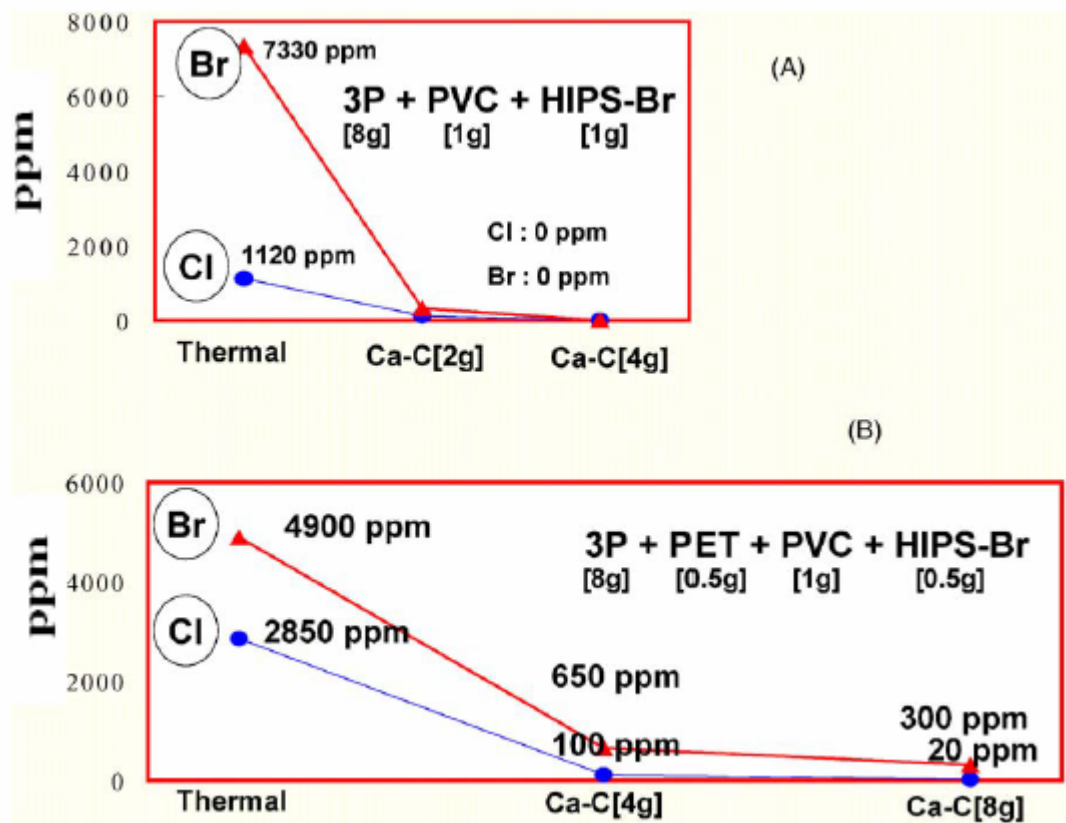 (A)
8000
Br
7330 ppm
6000
3P + PVC + HIPS-Br
[8g] [1g] [1g]
ppm
4000
2000
Cl
1120 ppm
Cl : 0 ppm
Br : 0 ppm
0
Thermal Ca-C[2g] Ca-C[4g]
(B)
6000
Br
4900 ppm
3P + PET + PVC + HIPS-Br
[8g] [0.5g] [1g] [0.5g]
4000
ppm
Cl
2850 ppm
2000
650 ppm
100 ppm
300 ppm
20 ppm
0
Thermal Ca-C[4g] Ca-C[8g]